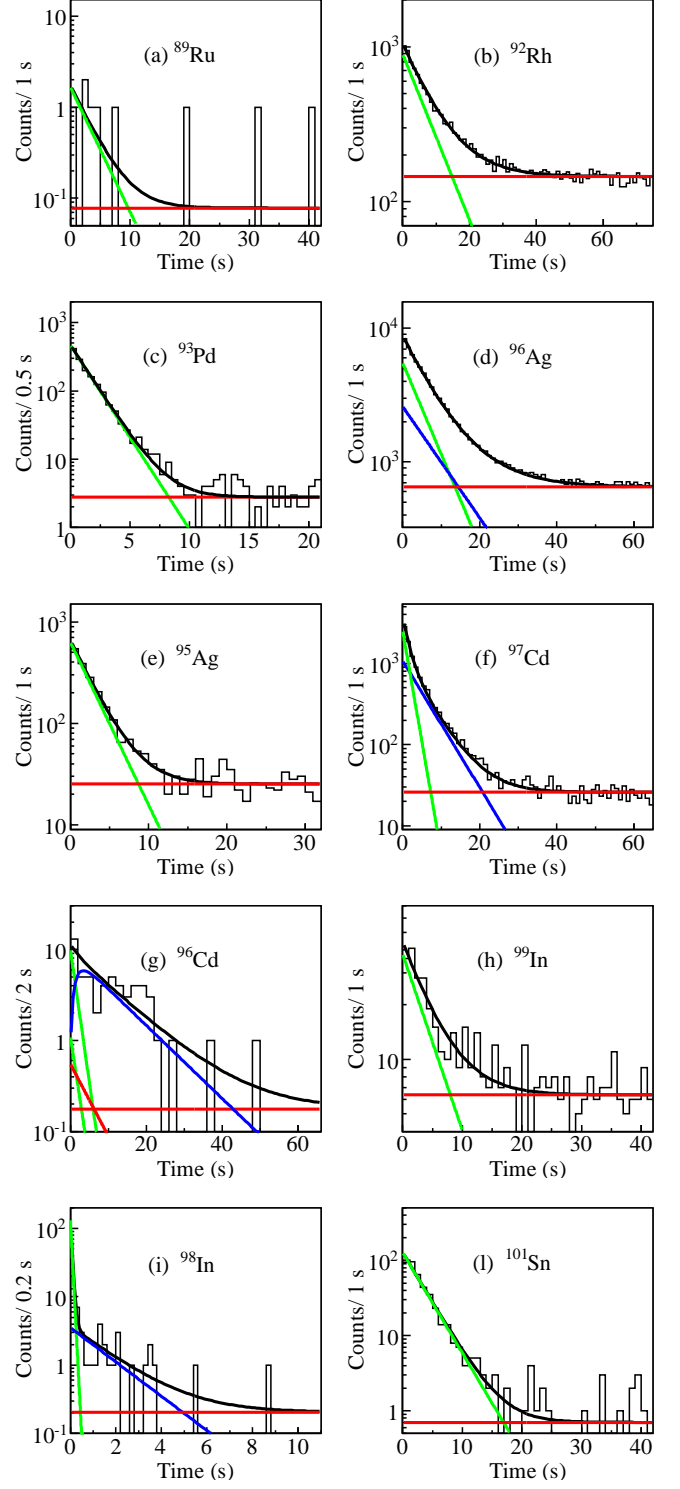 (a) ⁸⁹Ru
Counts/ 1 s
10
1
10⁻¹
0 10 20 30 40
Time (s)
(b) ⁹²Rh
Counts/ 1 s
10³
10²
0 20 40 60
Time (s)
(c) ⁹³Pd
Counts/ 0.5 s
10³
10²
10
1
0 5 10 15 20
Time (s)
(d) ⁹⁶Ag
Counts/ 1 s
10⁴
10³
0 20 40 60
Time (s)
(e) ⁹⁵Ag
Counts/ 1 s
10³
10²
10
0 10 20 30
Time (s)
(f) ⁹⁷Cd
Counts/ 1 s
10³
10²
10
0 20 40 60
Time (s)
(g) ⁹⁶Cd
Counts/ 2 s
10
1
10⁻¹
0 20 40 60
Time (s)
(h) ⁹⁹In
Counts/ 1 s
10
0 10 20 30 40
Time (s)
(i) ⁹⁸In
Counts/ 0.2 s
10²
10
1
10⁻¹
0 2 4 6 8 10
Time (s)
(l) ¹⁰¹Sn
Counts/ 1 s
10²
10
1
0 10 20 30 40
Time (s)